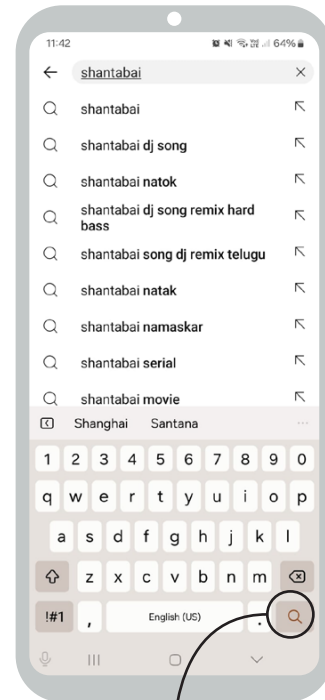 11:42 64%
shantabai
shantabai
shantabai dj song
shantabai natok
shantabai dj song remix hard
bass
shantabai song dj remix telugu
shantabai natak
shantabai namaskar
shantabai serial
shantabai movie
Shanghai Santana ...
1 2 3 4 5 6 7 8 9 0
q w e r t y u i o p
a s d f g h j k l
z x c v b n m
!#1 , English (US) .